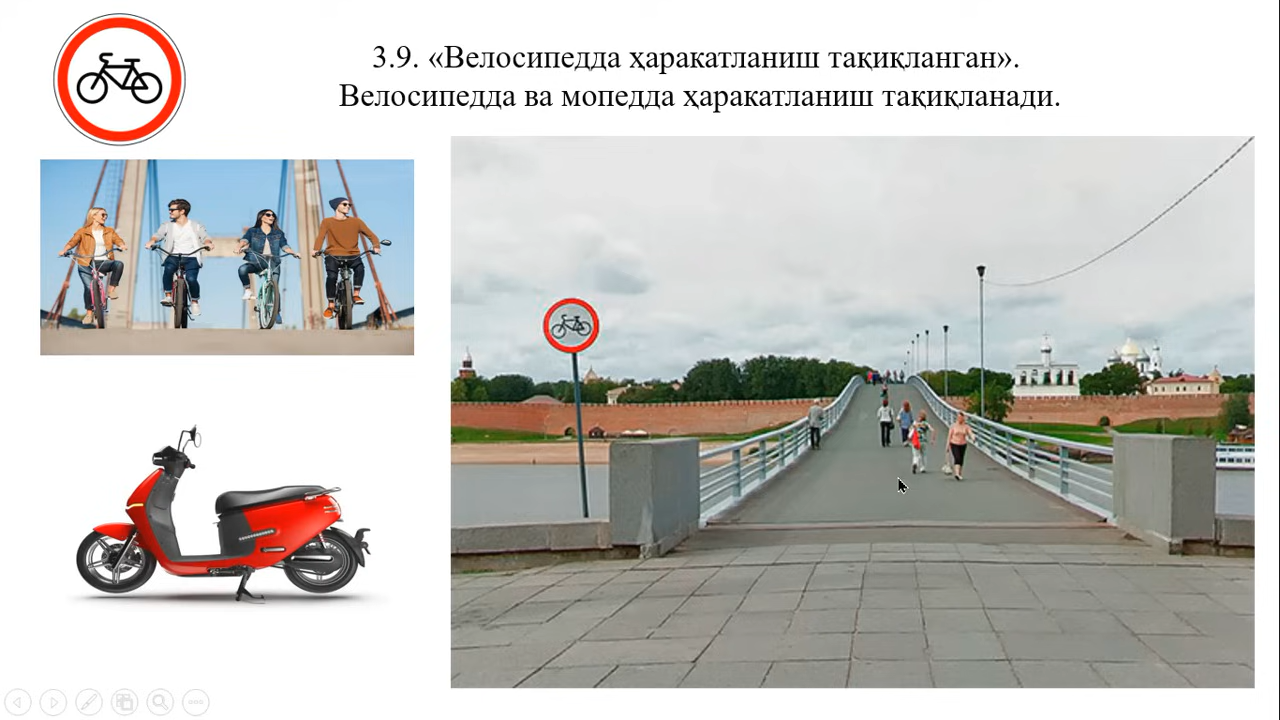 3.9. «Велосипедда ҳаракатланиш тақиқланган».
Велосипедда ва мопедда ҳаракатланиш тақиқланади.